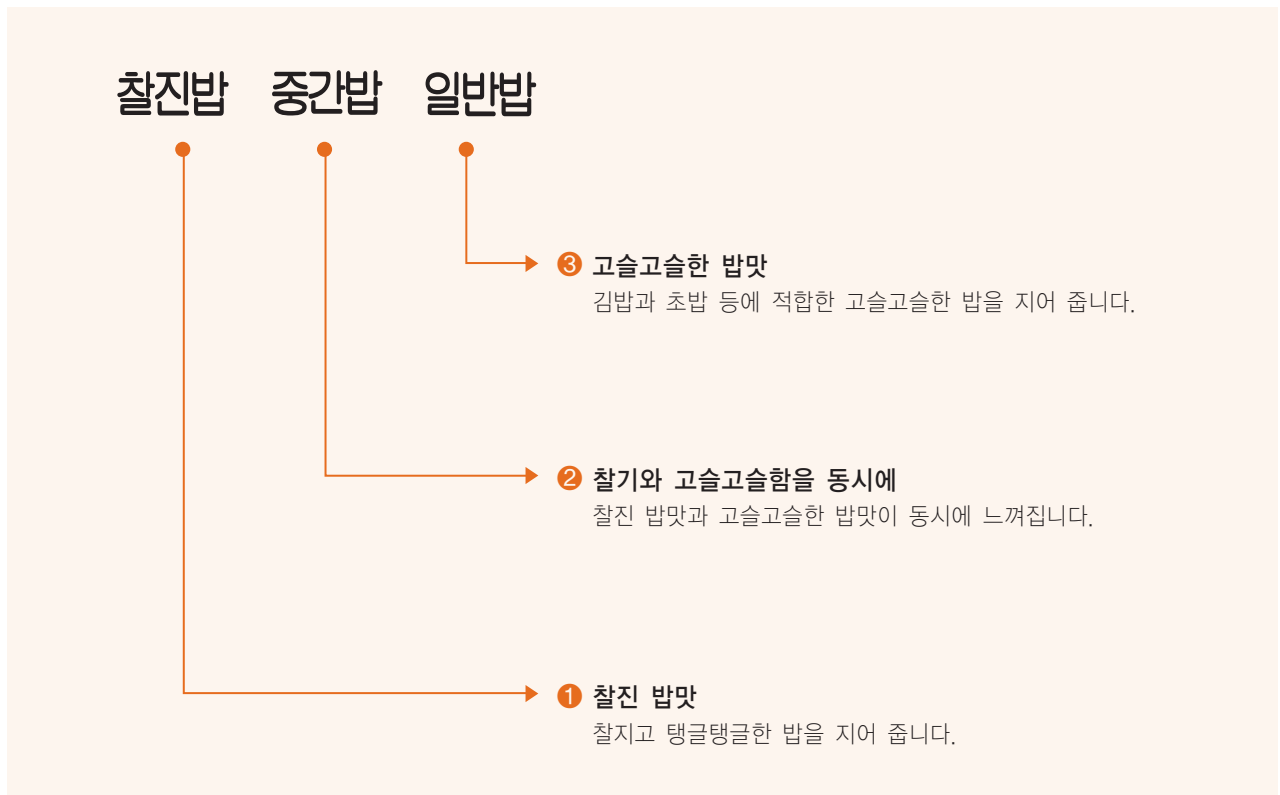 찰진밥 중간밥 일반밥
❸ 고슬고슬한 밥맛
김밥과 초밥 등에 적합한 고슬고슬한 밥을 지어 줍니다.
❷ 찰기와 고슬고슬함을 동시에
찰진 밥맛과 고슬고슬한 밥맛이 동시에 느껴집니다.
❶ 찰진 밥맛
찰지고 탱글탱글한 밥을 지어 줍니다.